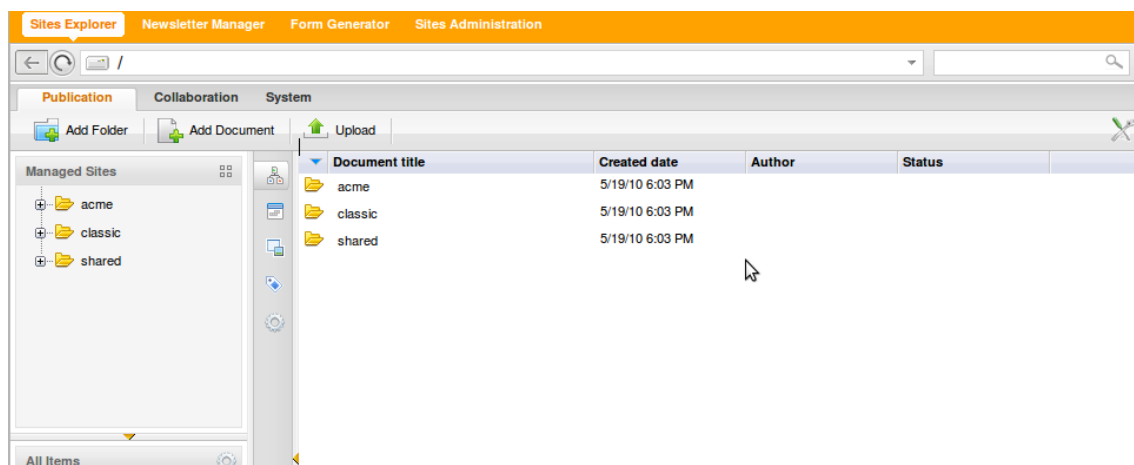 Sites Explorer Newsletter Manager Form Generator Sites Administration
/
Publication Collaboration System
Add Folder Add Document Upload
Managed Sites
acme
classic
shared
Document title Created date Author Status
acme 5/19/10 6:03 PM
classic 5/19/10 6:03 PM
shared 5/19/10 6:03 PM
All Items